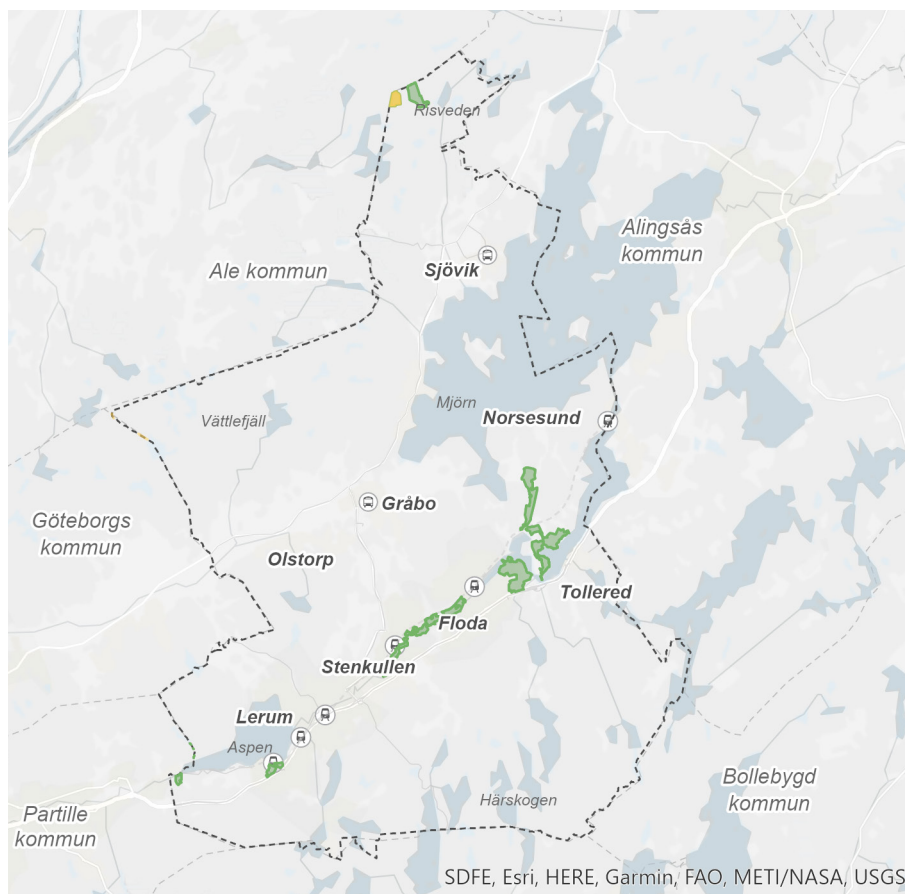 Risveden
Alingsås
kommun
Sjövik
Ale kommun
Mjörn
Norsesund
Vättlefjäll
Gråbo
Göteborgs
kommun
Olstorp
Tollered
Floda
Stenkullen
Lerum
Aspen
Bollebygd
kommun
Härskogen
Partille
kommun
SDFE, Esri, HERE, Garmin, FAO, METI/NASA, USGS